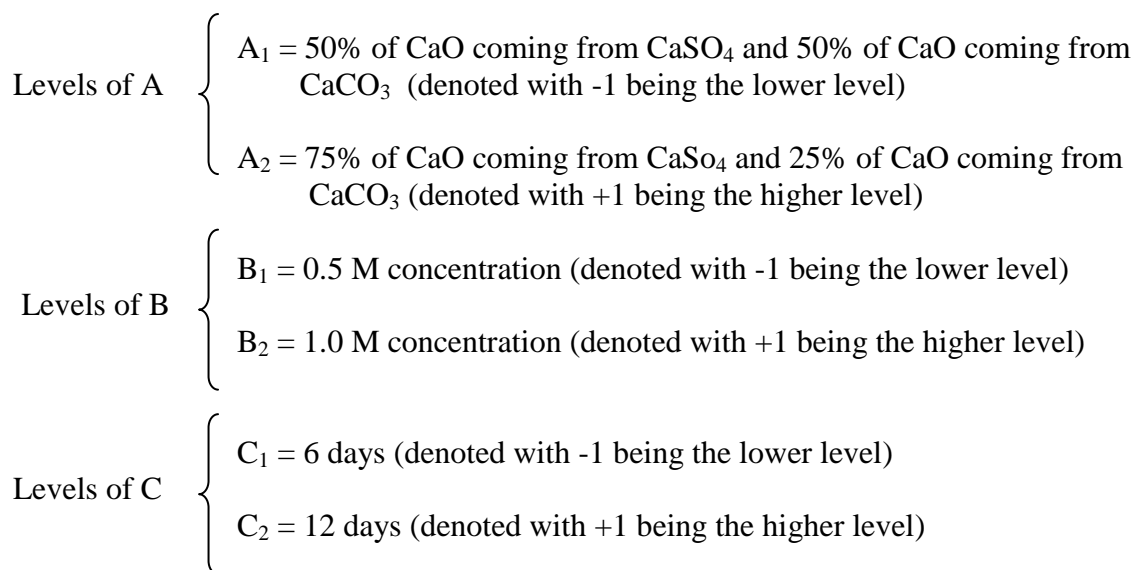 A₁ = 50% of CaO coming from CaSO₄ and 50% of CaO coming from
Levels of A
CaCO₃ (denoted with -1 being the lower level)
A₂ = 75% of CaO coming from CaSo₄ and 25% of CaO coming from
CaCO₃ (denoted with +1 being the higher level)
B₁ = 0.5 M concentration (denoted with -1 being the lower level)
Levels of B
B₂ = 1.0 M concentration (denoted with +1 being the higher level)
C₁ = 6 days (denoted with -1 being the lower level)
Levels of C
C₂ = 12 days (denoted with +1 being the higher level)